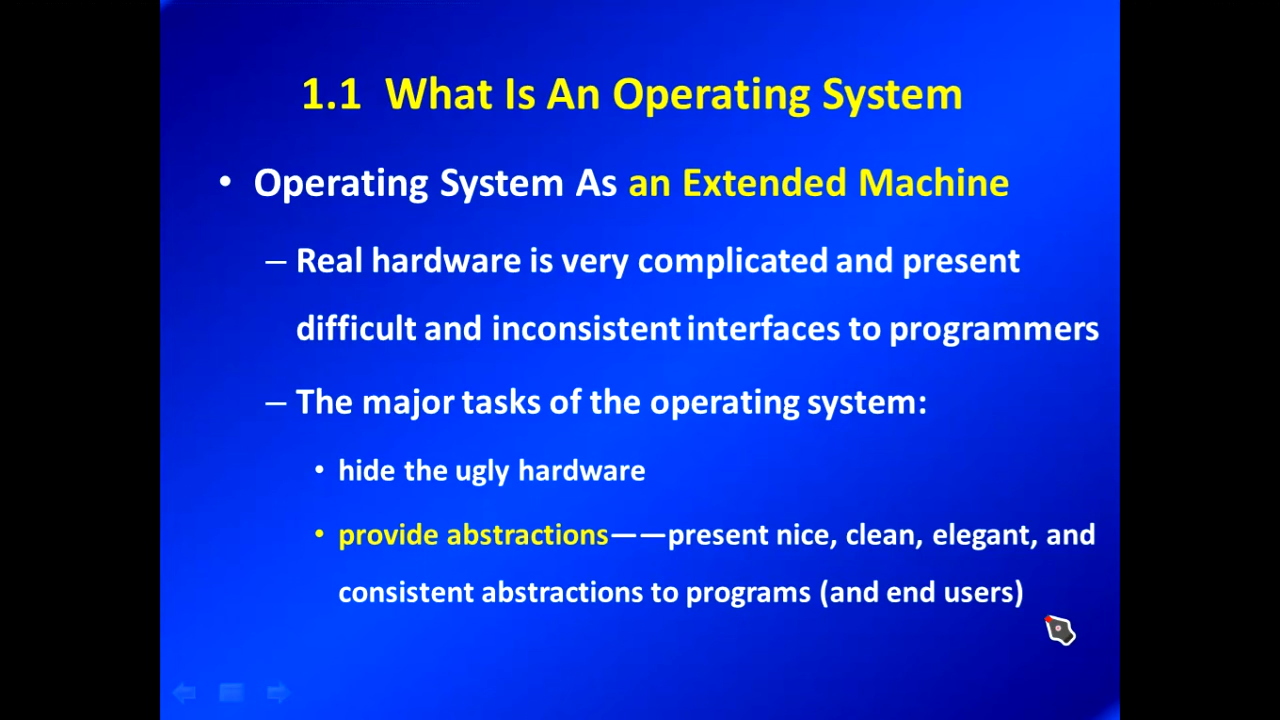 1.1 What Is An Operating System
• Operating System As an Extended Machine
– Real hardware is very complicated and present
difficult and inconsistent interfaces to programmers
– The major tasks of the operating system:
• hide the ugly hardware
• provide abstractions——present nice, clean, elegant, and
consistent abstractions to programs (and end users)